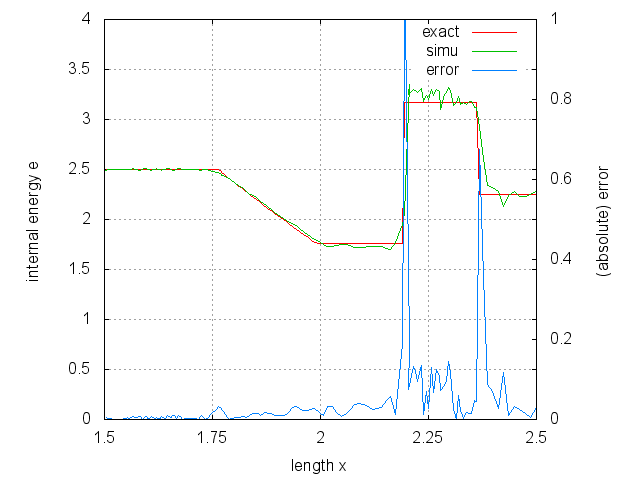 4
3.5
3
2.5
2
1.5
1
0.5
0
internal energy e
exact
simu
error
1
0.8
0.6
0.4
0.2
0
(absolute) error
1.5 1.75 2 2.25 2.5
length x